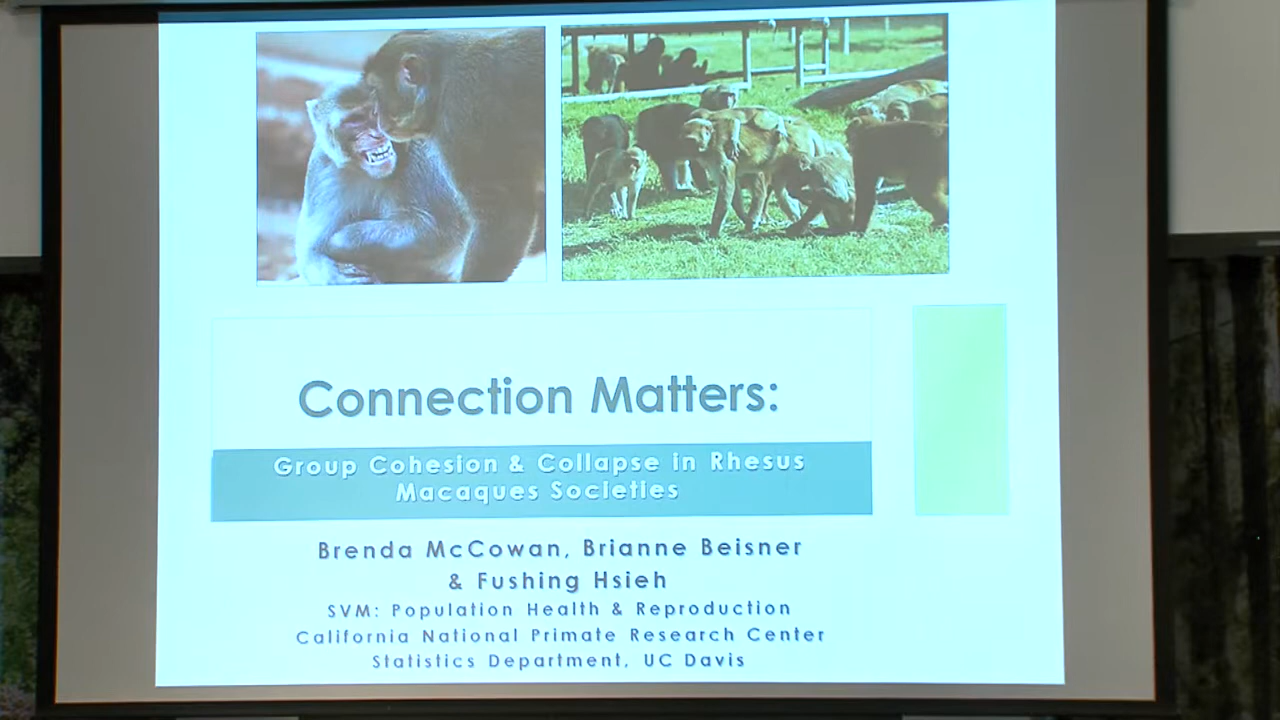 Connection Matters:
Group Cohesion & Collapse in Rhesus
Macaques Societies
Brenda McCowan, Brianne Beisner
& Fushing Hsieh
SVM: Population Health & Reproduction
California National Primate Research Center
Statistics Department, UC Davis